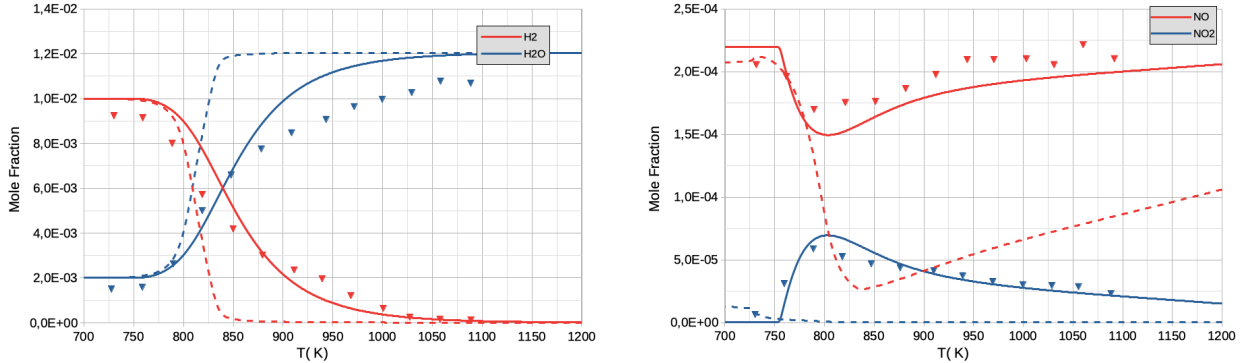 1,4E-02
1,2E-02
1,0E-02
8,0E-03
6,0E-03
4,0E-03
2,0E-03
0,0E+00
Mole Fraction
700 750 800 850 900 950 1000 1050 1100 1150 1200
T( K)
H2
H2O
2,5E-04
2,0E-04
1,5E-04
1,0E-04
5,0E-05
0,0E+00
Mole Fraction
700 750 800 850 900 950 1000 1050 1100 1150 1200
T( K)
NO
NO2